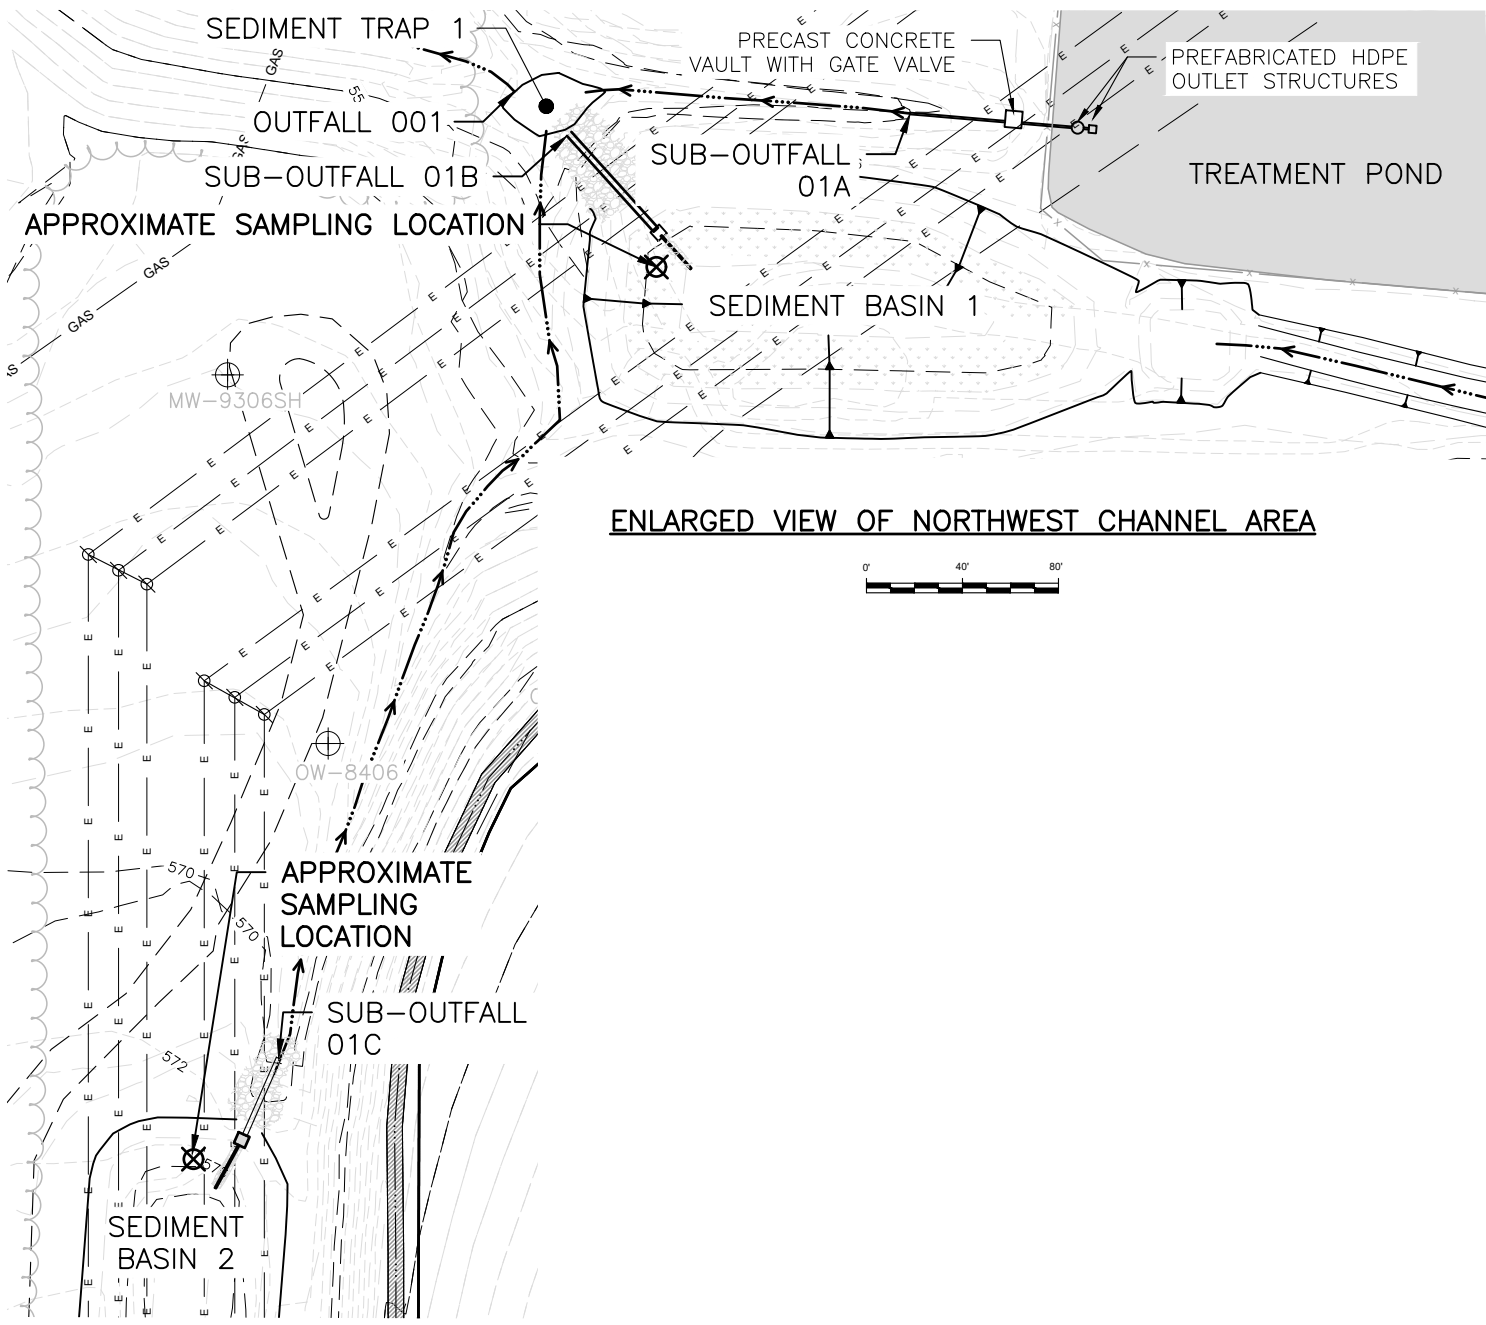 SEDIMENT TRAP 1
GAS
55
PRECAST CONCRETE
VAULT WITH GATE VALVE
PREFABRICATED HDPE
OUTLET STRUCTURES
OUTFALL 001
GAS
SUB-OUTFALL
01A
SUB-OUTFALL 01B
TREATMENT POND
APPROXIMATE SAMPLING LOCATION
GAS
SEDIMENT BASIN 1
GAS
MW-9306SH
ENLARGED VIEW OF NORTHWEST CHANNEL AREA
0' 40' 80'
OW-8406
570
APPROXIMATE
SAMPLING
LOCATION
570
SUB-OUTFALL
01C
572
SEDIMENT
BASIN 2